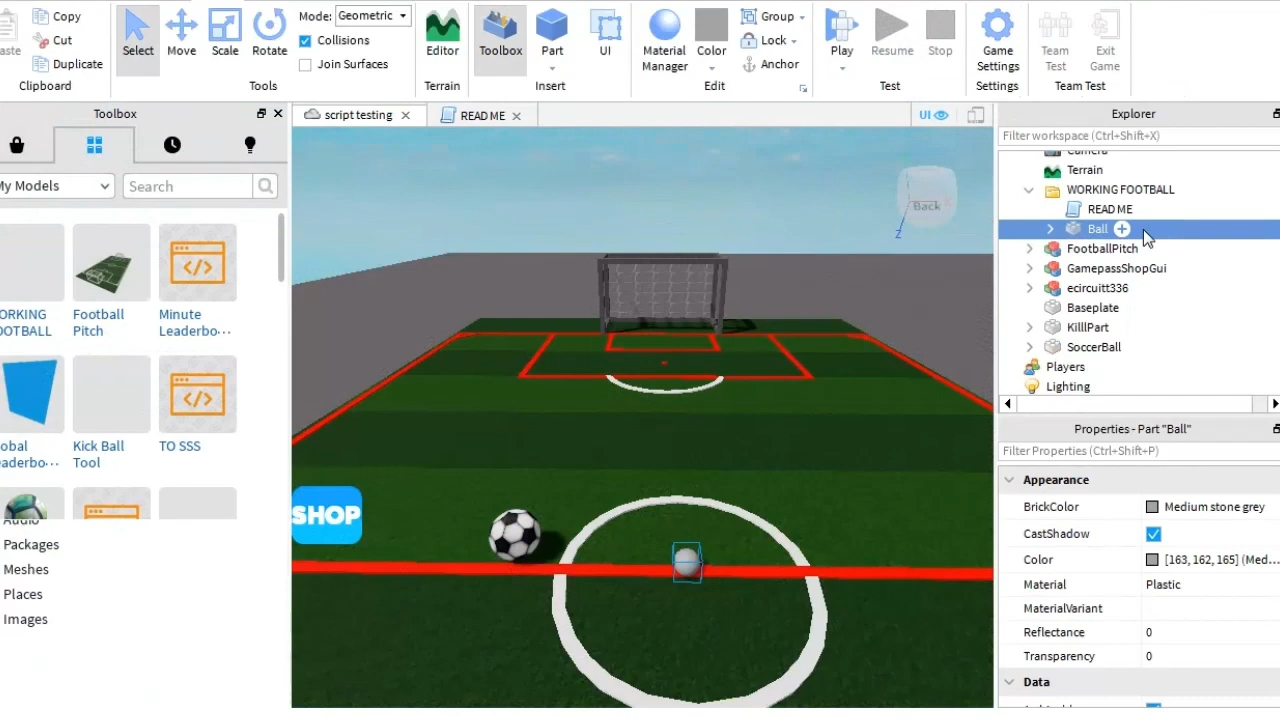 aste
Copy
Cut
Duplicate
Clipboard
Select
Move
Scale
Rotate
Mode: Geometric
Collisions
Join Surfaces
Tools
Editor
Terrain
Toolbox
Part
UI
Insert
Material Manager
Color
Group
Lock
Anchor
Edit
Play
Resume
Stop
Test
Game Settings
Settings
Team Test
Exit Game
Team Test
Toolbox
script testing
READ ME
UI
Explorer
Filter workspace (Ctrl+Shift+X)
My Models
Search
ORKING
OOTBALL
Football
Pitch
Minute
Leaderbo...
obal
eaderbo...
Kick Ball
Tool
TO SSS
Audio
Packages
Meshes
Places
Images
Back
Z
SHOP
Camera
Terrain
WORKING FOOTBALL
READ ME
Ball
FootballPitch
GamepassShopGui
ecircuitt336
Baseplate
KilllPart
SoccerBall
Players
Lighting
Properties - Part "Ball"
Filter Properties (Ctrl+Shift+P)
Appearance
BrickColor Medium stone grey
CastShadow
Color [163, 162, 165] (Med...
Material Plastic
MaterialVariant
Reflectance 0
Transparency 0
Data